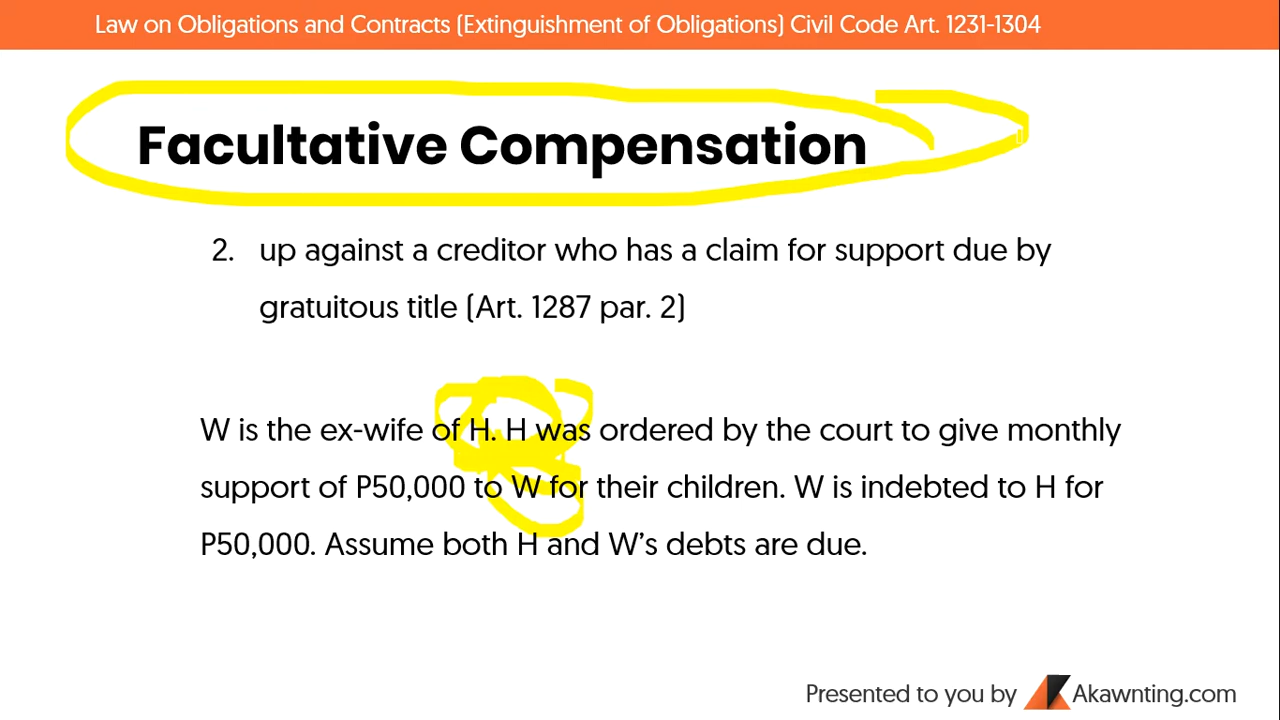 Law on Obligations and Contracts (Extinguishment of Obligations) Civil Code Art. 1231-1304
Facultative Compensation
2. up against a creditor who has a claim for support due by
gratuitous title (Art. 1287 par. 2)
W is the ex-wife of H. H was ordered by the court to give monthly
support of P50,000 to W for their children. W is indebted to H for
P50,000. Assume both H and W’s debts are due.
Presented to you by Akawnting.com